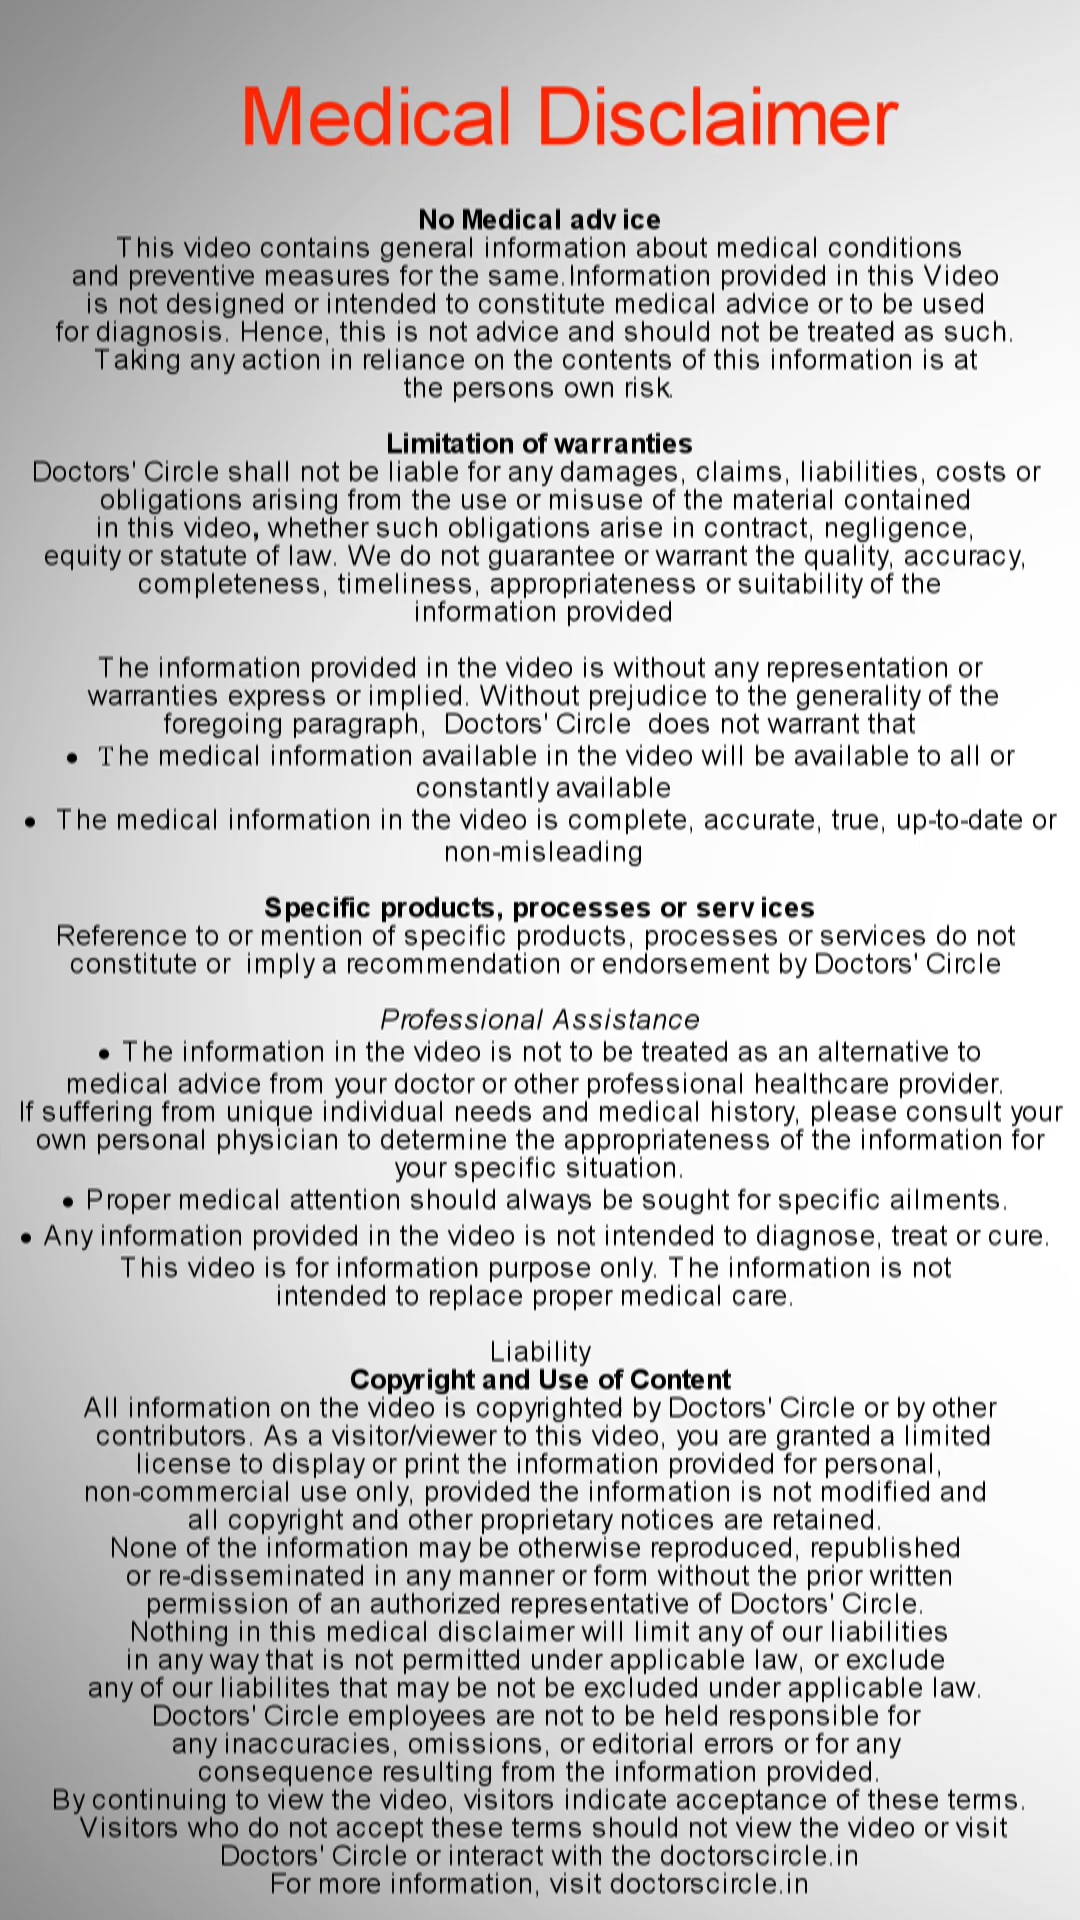 Medical Disclaimer
No Medical advice
This video contains general information about medical conditions
and preventive measures for the same.Information provided in this Video
is not designed or intended to constitute medical advice or to be used
for diagnosis. Hence, this is not advice and should not be treated as such.
Taking any action in reliance on the contents of this information is at
the persons own risk.
Limitation of warranties
Doctors' Circle shall not be liable for any damages, claims, liabilities, costs or
obligations arising from the use or misuse of the material contained
in this video, whether such obligations arise in contract, negligence,
equity or statute of law. We do not guarantee or warrant the quality, accuracy,
completeness, timeliness, appropriateness or suitability of the
information provided
The information provided in the video is without any representation or
warranties express or implied. Without prejudice to the generality of the
foregoing paragraph, Doctors' Circle does not warrant that
• The medical information available in the video will be available to all or
constantly available
• The medical information in the video is complete, accurate, true, up-to-date or
non-misleading
Specific products, processes or services
Reference to or mention of specific products, processes or services do not
constitute or imply a recommendation or endorsement by Doctors' Circle
Professional Assistance
• The information in the video is not to be treated as an alternative to
medical advice from your doctor or other professional healthcare provider.
If suffering from unique individual needs and medical history, please consult your
own personal physician to determine the appropriateness of the information for
your specific situation.
• Proper medical attention should always be sought for specific ailments.
• Any information provided in the video is not intended to diagnose, treat or cure.
This video is for information purpose only. The information is not
intended to replace proper medical care.
Liability
Copyright and Use of Content
All information on the video is copyrighted by Doctors' Circle or by other
contributors. As a visitor/viewer to this video, you are granted a limited
license to display or print the information provided for personal,
non-commercial use only, provided the information is not modified and
all copyright and other proprietary notices are retained.
None of the information may be otherwise reproduced, republished
or re-disseminated in any manner or form without the prior written
permission of an authorized representative of Doctors' Circle.
Nothing in this medical disclaimer will limit any of our liabilities
in any way that is not permitted under applicable law, or exclude
any of our liabilites that may be not be excluded under applicable law.
Doctors' Circle employees are not to be held responsible for
any inaccuracies, omissions, or editorial errors or for any
consequence resulting from the information provided.
By continuing to view the video, visitors indicate acceptance of these terms.
Visitors who do not accept these terms should not view the video or visit
Doctors' Circle or interact with the doctorscircle.in
For more information, visit doctorscircle.in